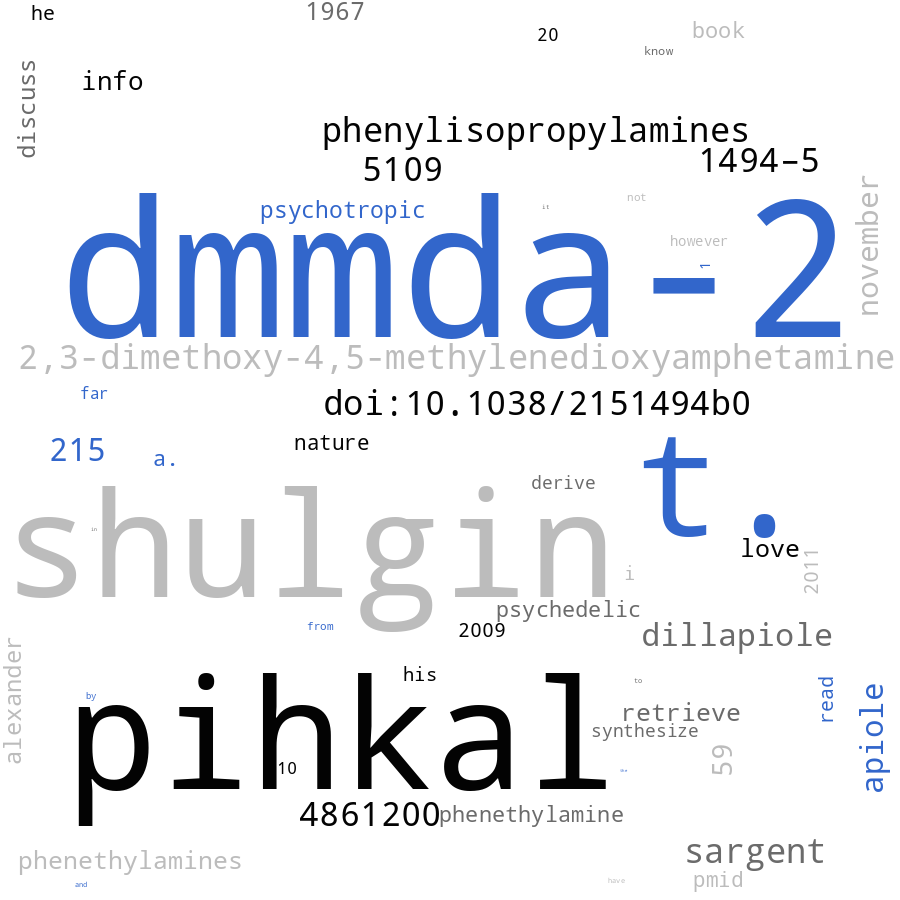 he
1967
20
book
know
discuss
info
phenylisopropylamines
5109
1494-5
psychotropic
it
not
november
dmmda-2
however
1
2,3-dimethoxy-4,5-methylenedioxyamphetamine
far
doi:10.1038/2151494b0
215
a.
nature
t.
derive
shulgin
in
love
2011
i
psychedelic
from
2009
dillapiole
alexander
his
to
pihkal
by
read
apiole
retrieve
synthesize
59
10
4861200
phenethylamine
sargent
phenethylamines
pmid
and
have